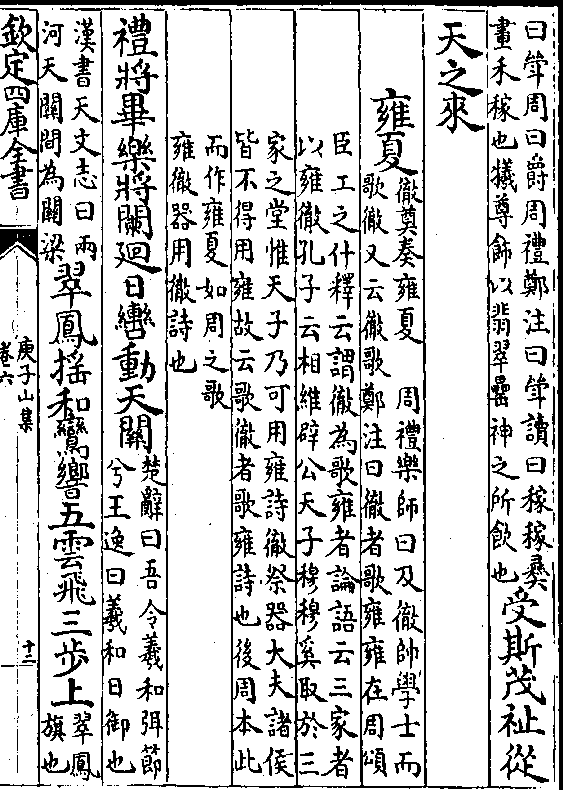 曰斝周曰爵周禮鄭注曰斝讀曰稼稼彝
畫禾稼也犧尊飾以翡翠罍神之所飲也
受斯茂祉從
天之來
雍夏
徹奠奏雍夏 周禮樂師曰及徹帥學士而
歌徹又云徹歌鄭注曰徹者歌雍雍在周頌
臣工之什釋云謂徹為歌雍者論語云三家者
以雍徹孔子云相維辟公天子穆穆奚取於三
家之堂惟天子乃可用雍詩徹祭器大夫諸侯
皆不得用雍故云歌徹者歌雍詩也後周本此
而作雍夏如周之歌
雍徹器用徹詩也
禮將畢樂將闌廻日轡動天關
楚辭曰吾令羲和弭節
兮王逸曰羲和日御也
漢書天文志曰兩
河天闕間為關梁
翠鳳揺和鸞響五雲飛三歩上
翠鳳
旗也
欽定四庫全書
庾子山集
卷六
十二